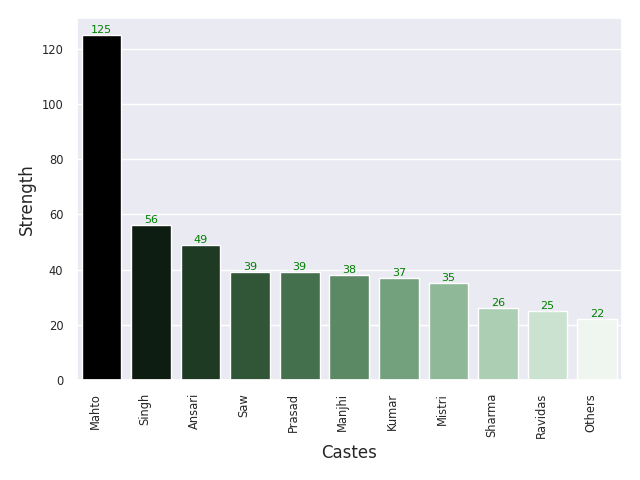 125
56
49
39
39
38
37
35
26
25
22
120
100
80
60
40
20
0
Strength
Mahto
Singh
Ansari
Saw
Prasad
Manjhi
Kumar
Mistri
Sharma
Ravidas
Others
Castes